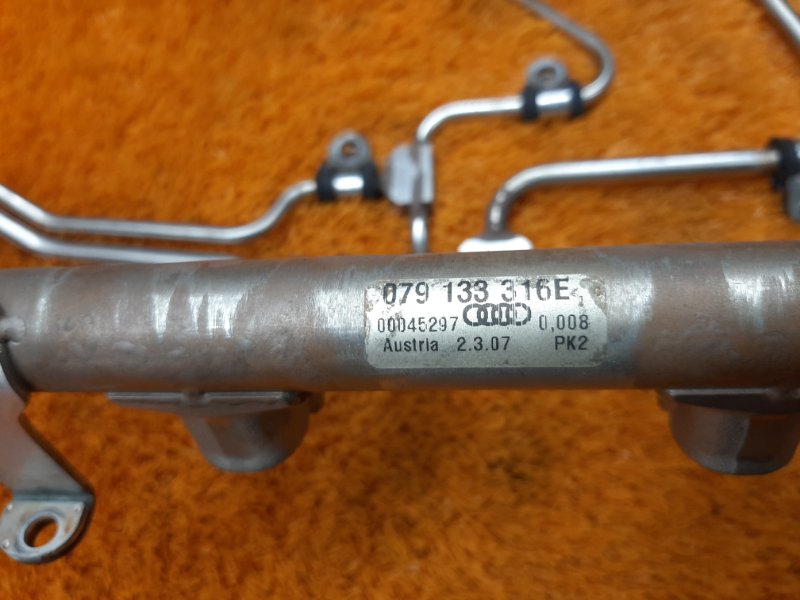 079 133 316E
00045297 0,008
Austria 2.3.07 PK2